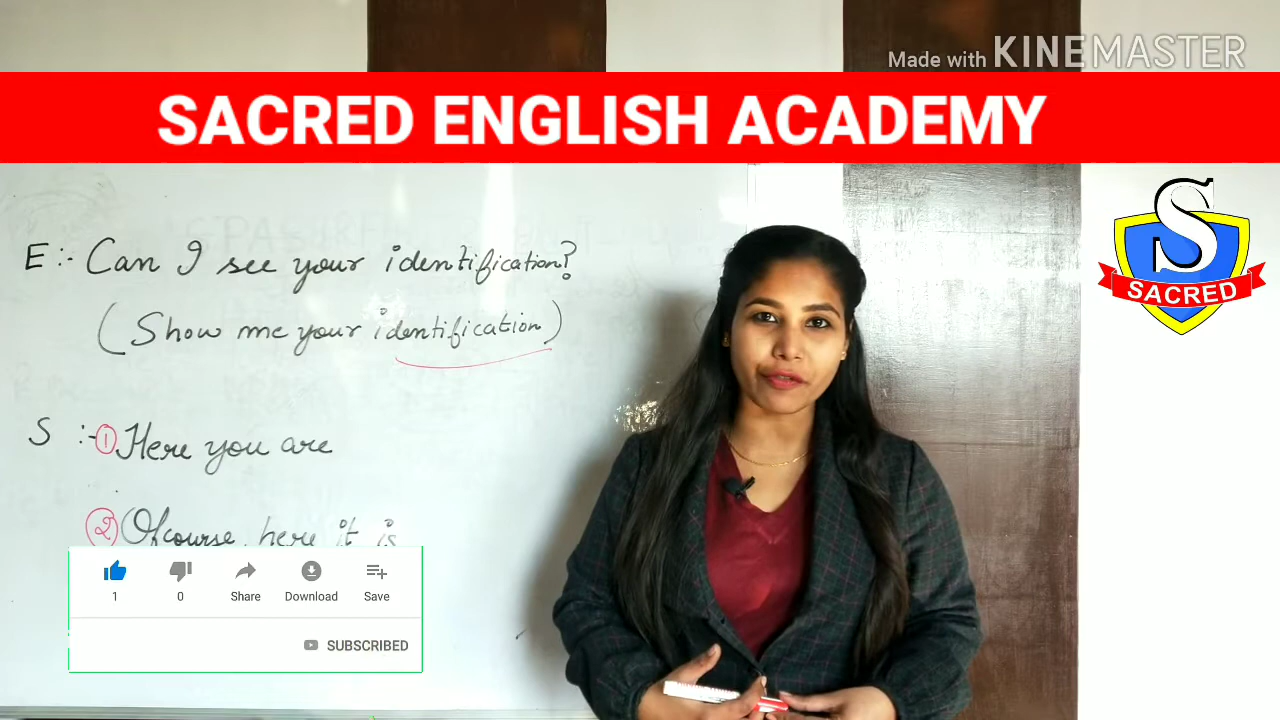 Made with KINEMASTER
SACRED ENGLISH ACADEMY
S
SACRED
E :- Can I see your identification?
(Show me your identification)
S :- ① Here you are
② Ofcourse, here it is
1
0
Share
Download
Save
SUBSCRIBED